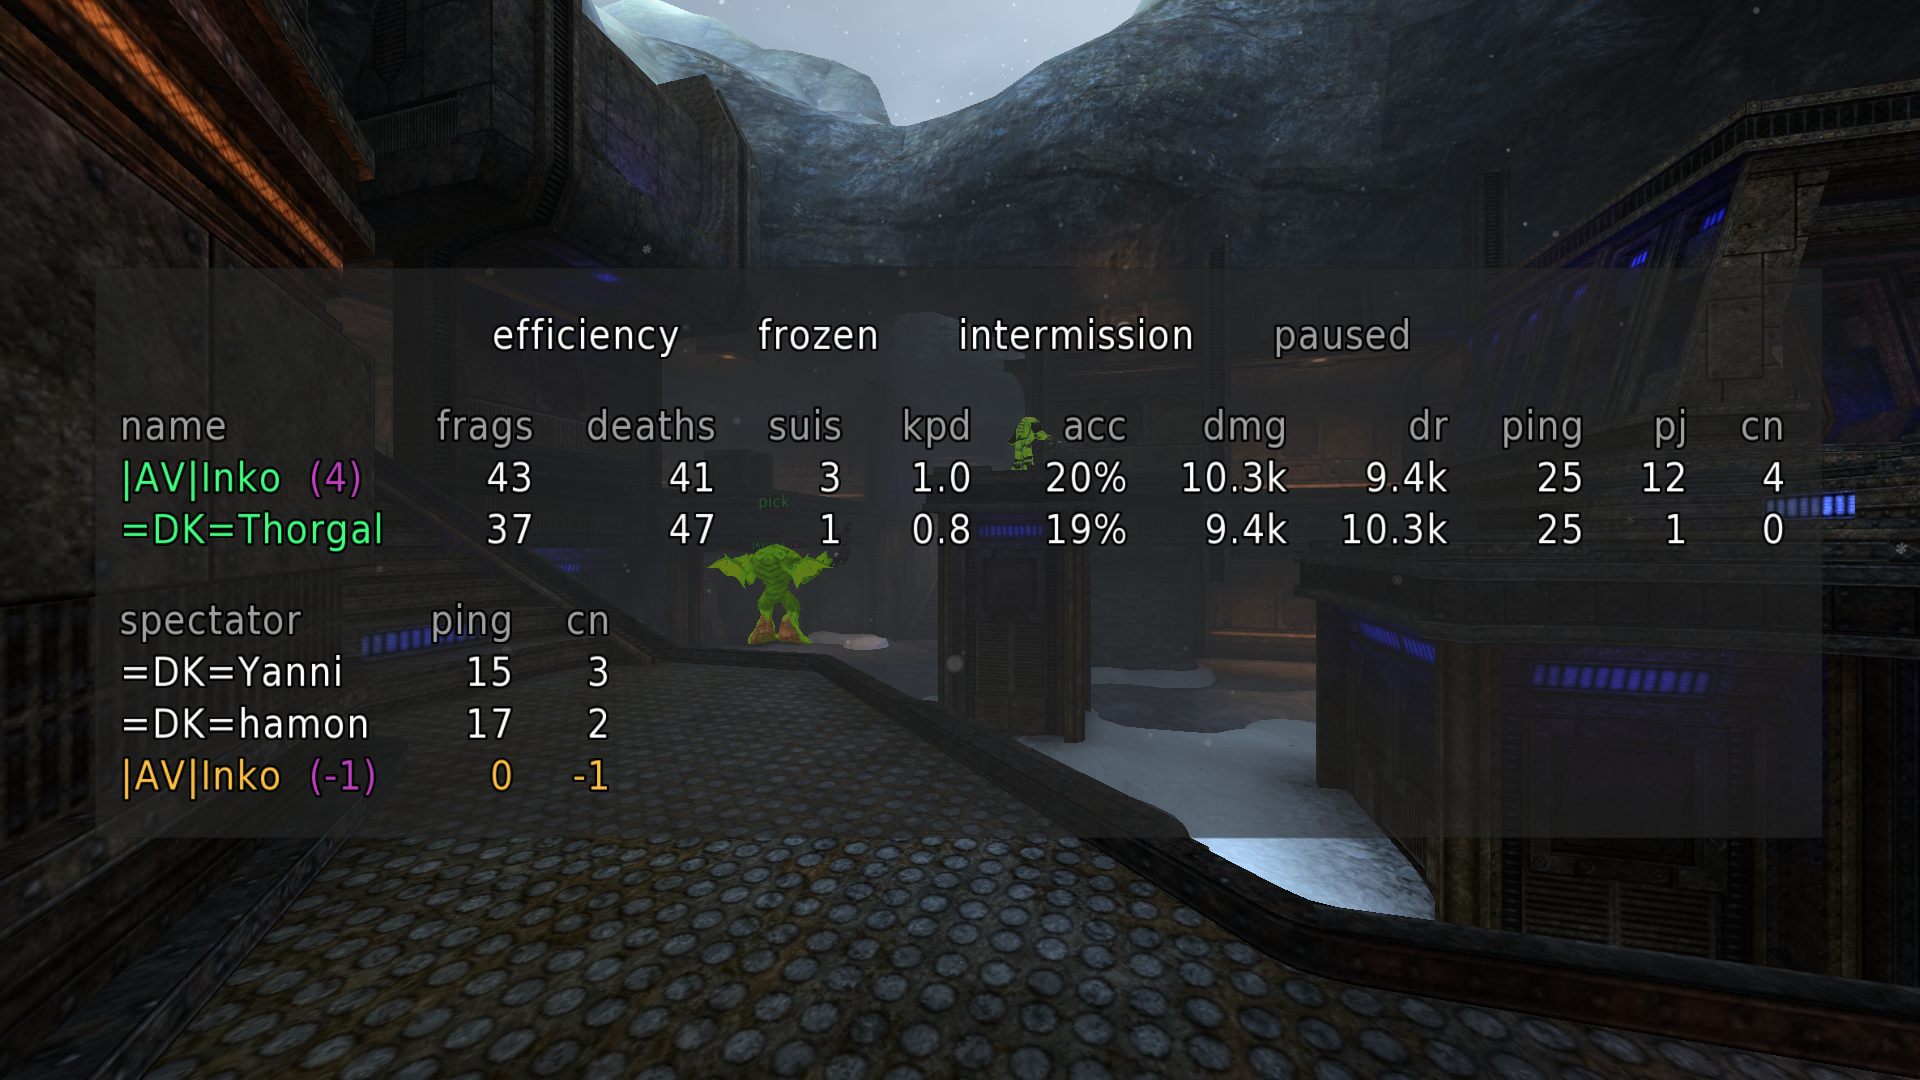 efficiency frozen intermission paused
name frags deaths suis kpd acc dmg dr ping pj cn
|AV|Inko (4) 43 41 3 1.0 20% 10.3k 9.4k 25 12 4
pick
=DK=Thorgal 37 47 1 0.8 19% 9.4k 10.3k 25 1 0
spectator ping cn
=DK=Yanni 15 3
=DK=hamon 17 2
|AV|Inko (-1) 0 -1